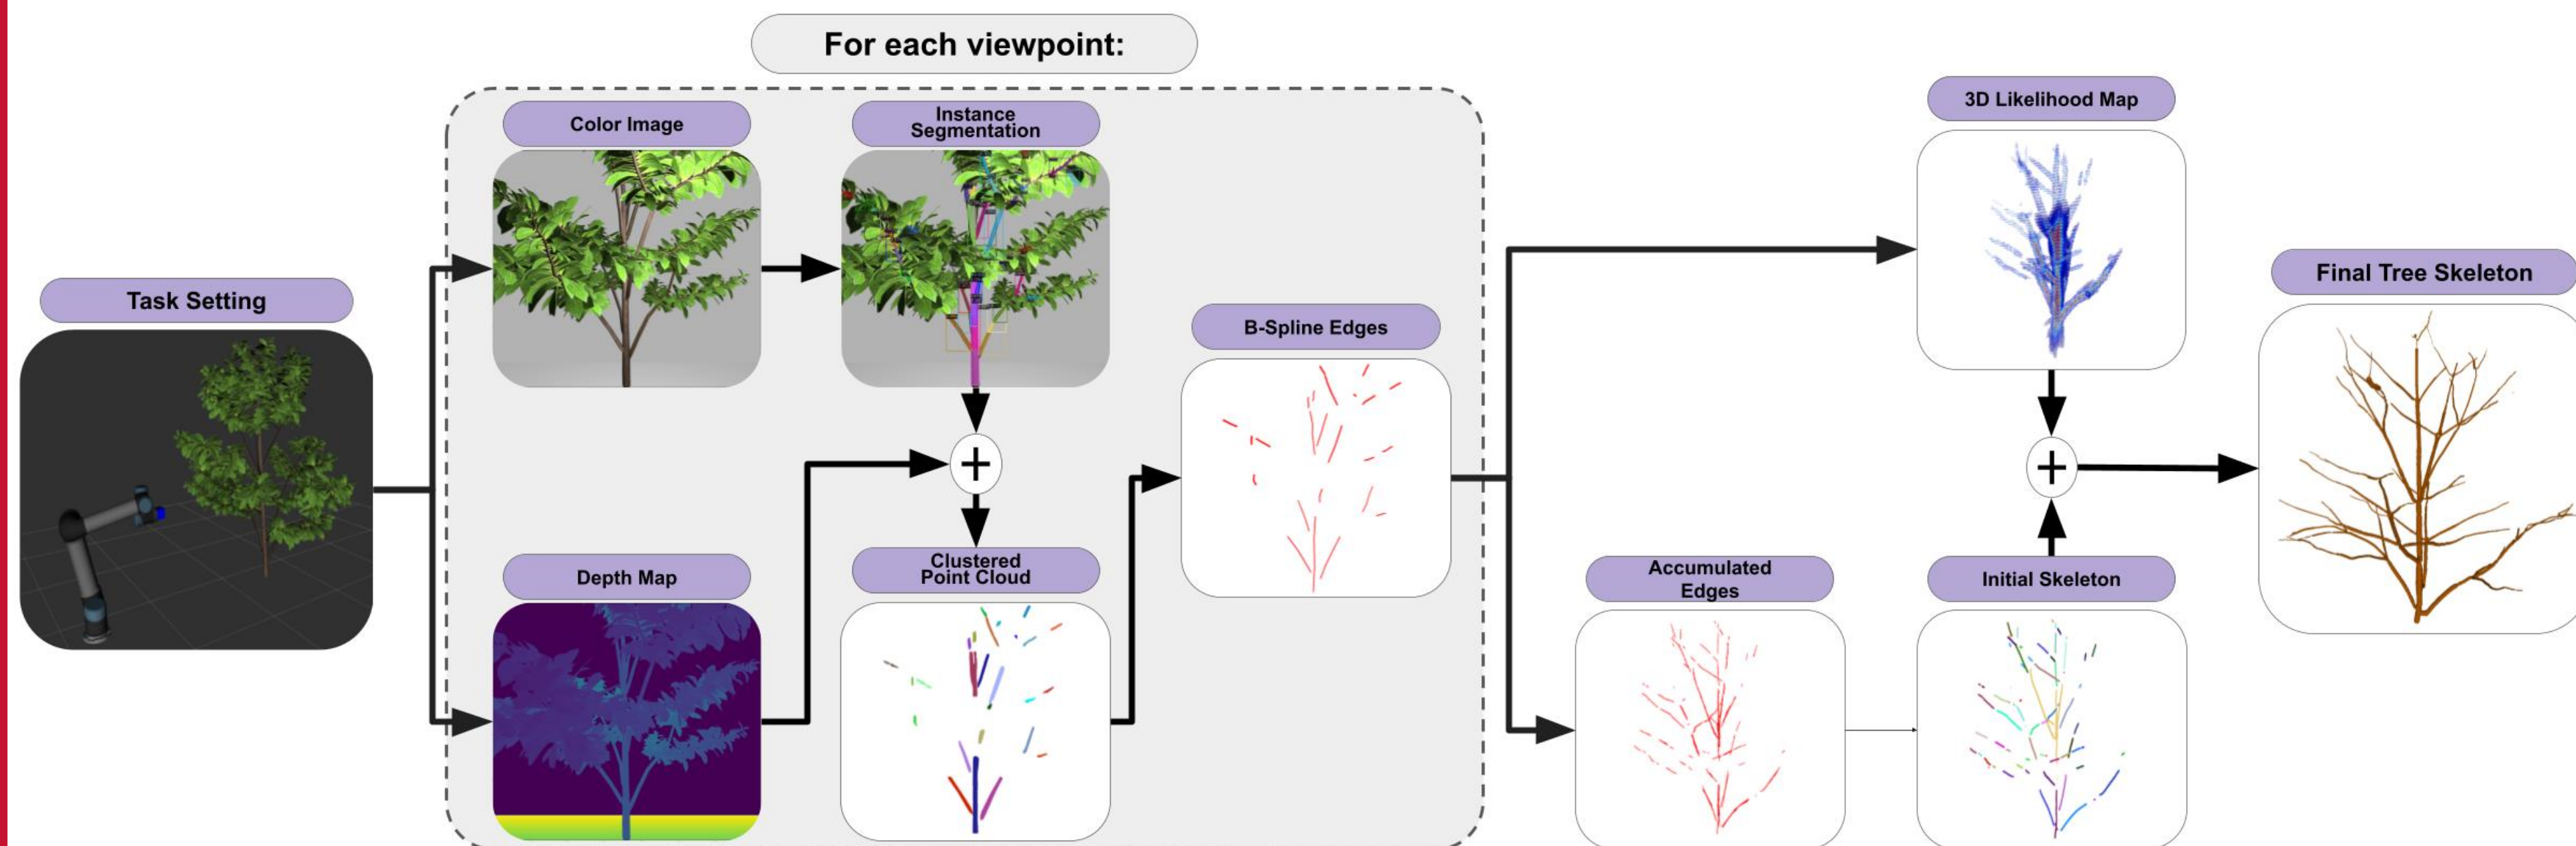 For each viewpoint:
Task Setting
Color Image
Instance
Segmentation
Depth Map
Clustered
Point Cloud
B-Spline Edges
3D Likelihood Map
Accumulated
Edges
Initial Skeleton
Final Tree Skeleton